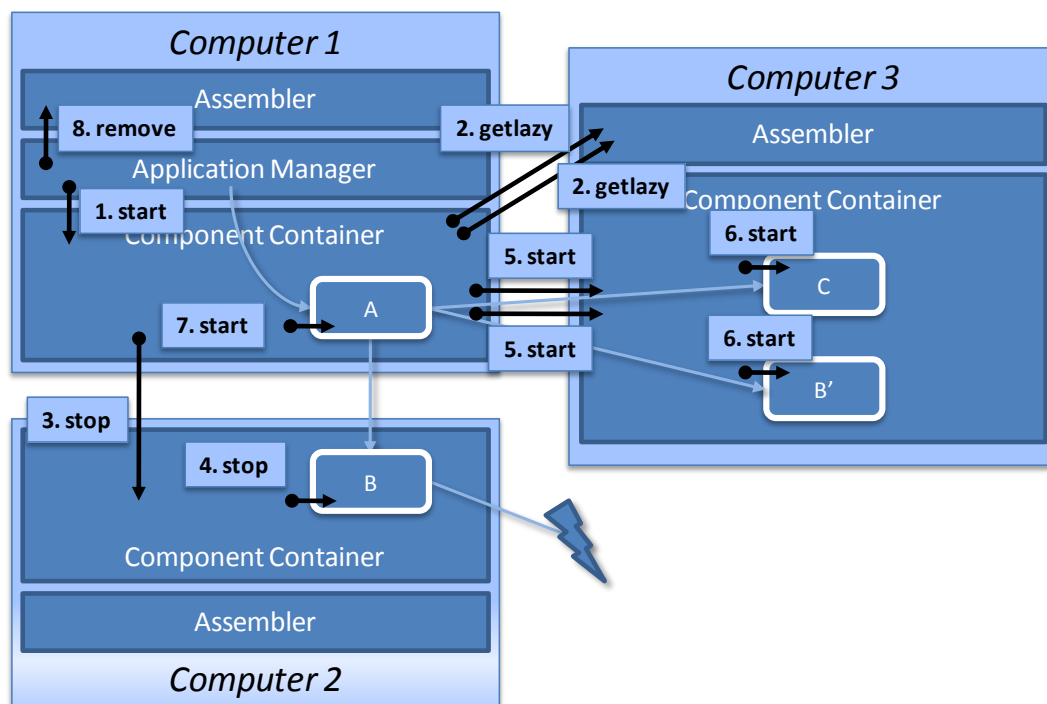 Computer 1
Assembler
8. remove
2. getlazy
Application Manager
1. start
Component Container
5. start
A
7. start
5. start
Computer 3
Assembler
2. getlazy
Component Container
6. start
C
6. start
B’
3. stop
4. stop
B
Component Container
Assembler
Computer 2